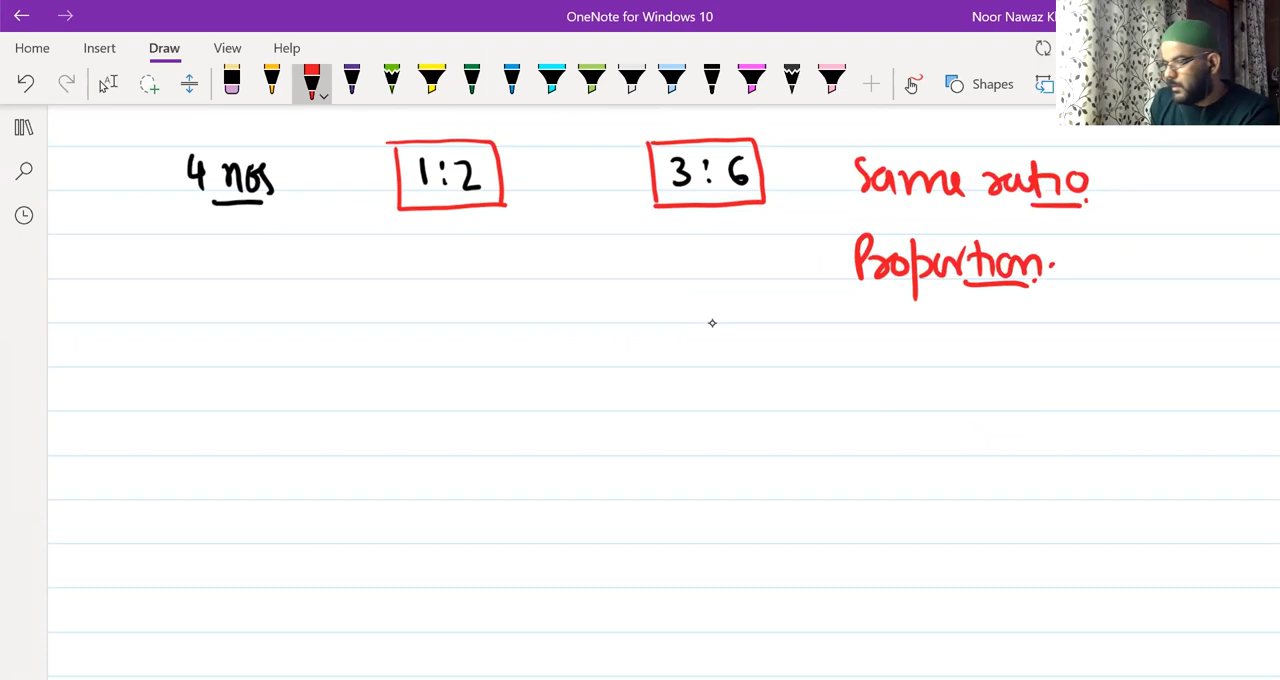 OneNote for Windows 10
Noor Nawaz Kh
Home Insert Draw View Help
Shapes
4 nos 1:2 3:6 Same ratio.
Proportion.